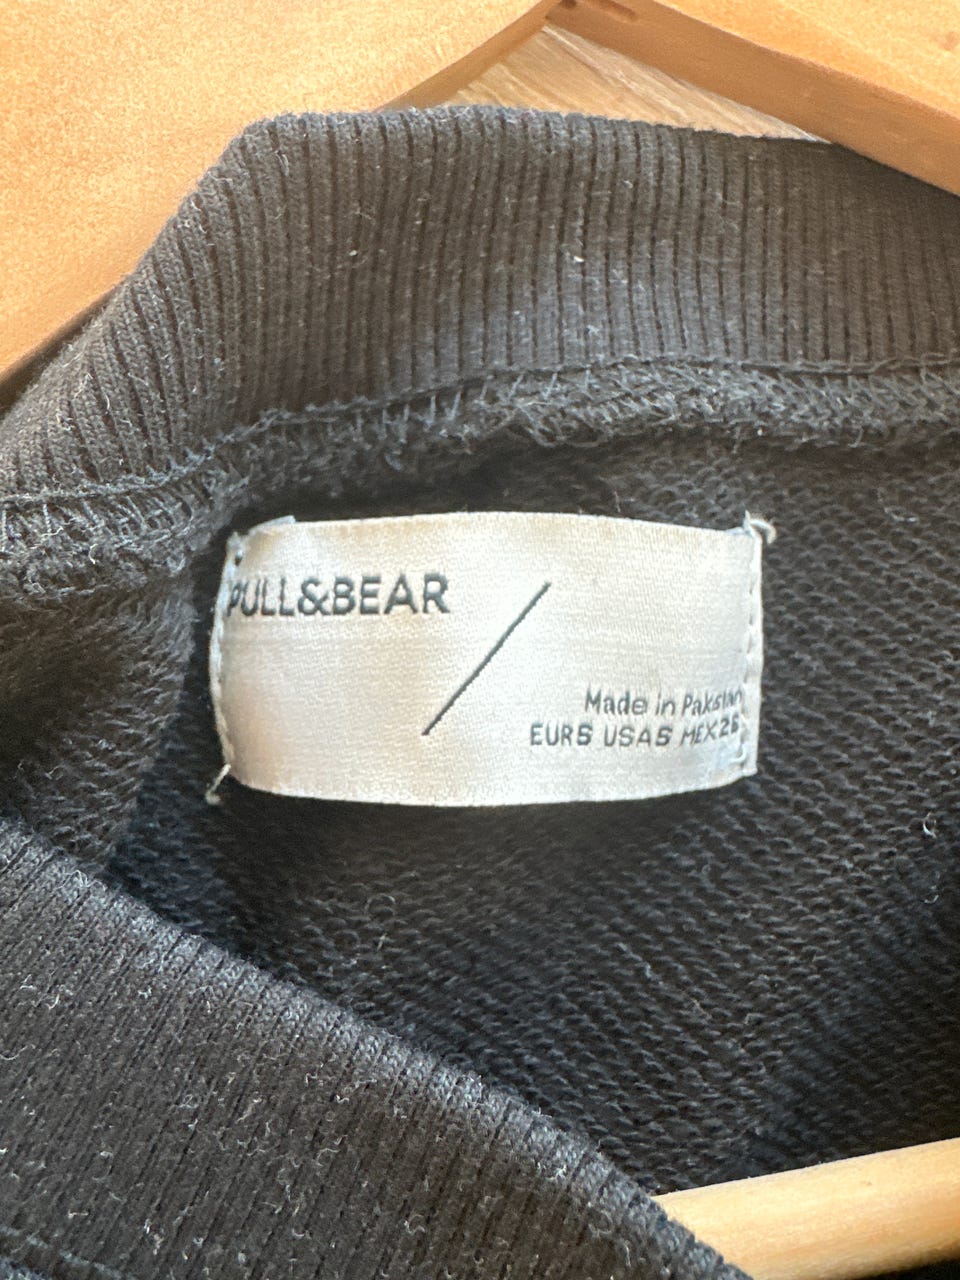 PULL&BEAR
Made in Pakistan
EUR S USA S MEX 26